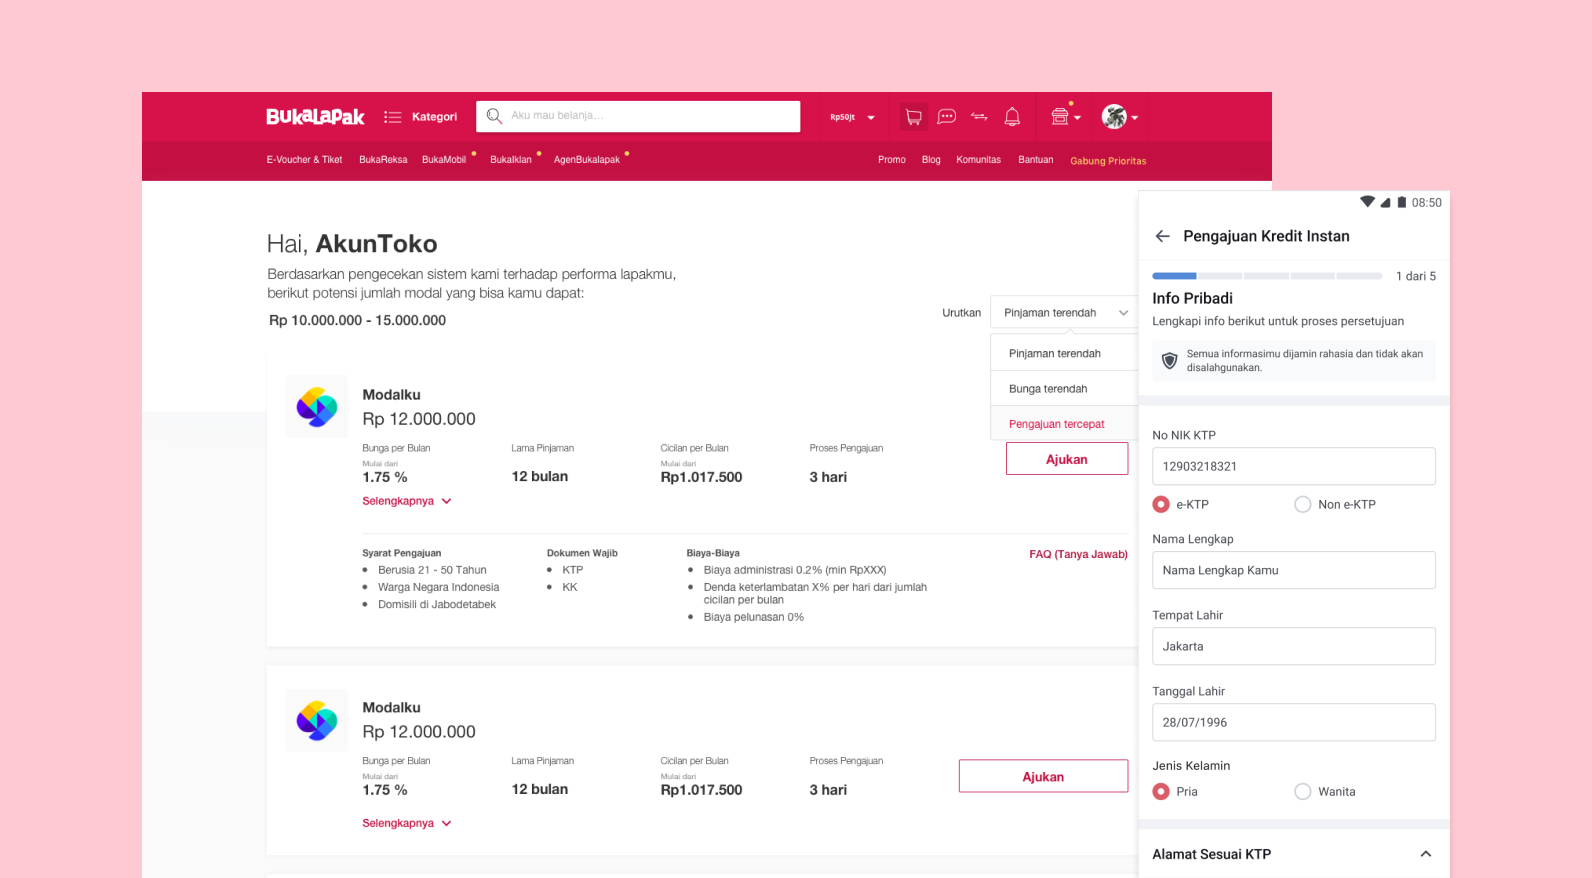 BukaLapak
Kategori
Aku mau belanja...
Rp50jt
E-Voucher & Tiket BukaReksa BukaMobil BukaIklan AgenBukalapak
Promo Blog Komunitas Bantuan Gabung Prioritas
Hai, AkunToko
Berdasarkan pengecekan sistem kami terhadap performa lapakmu,
berikut potensi jumlah modal yang bisa kamu dapat:
Rp 10.000.000 - 15.000.000
Urutkan
Pinjaman terendah
Pinjaman terendah
Bunga terendah
Pengajuan tercepat
Modalku
Rp 12.000.000
Bunga per Bulan Lama Pinjaman Cicilan per Bulan Proses Pengajuan
Mulai dari Mulai dari
1.75 % 12 bulan Rp1.017.500 3 hari
Ajukan
Selengkapnya
Syarat Pengajuan
Berusia 21 - 50 Tahun
Warga Negara Indonesia
Domisili di Jabodetabek
Dokumen Wajib
KTP
KK
Biaya-Biaya
Biaya administrasi 0.2% (min RpXXX)
Denda keterlambatan X% per hari dari jumlah
cicilan per bulan
Biaya pelunasan 0%
FAQ (Tanya Jawab)
Modalku
Rp 12.000.000
Bunga per Bulan Lama Pinjaman Cicilan per Bulan Proses Pengajuan
Mulai dari Mulai dari
1.75 % 12 bulan Rp1.017.500 3 hari
Ajukan
Selengkapnya
08:50
Pengajuan Kredit Instan
1 dari 5
Info Pribadi
Lengkapi info berikut untuk proses persetujuan
Semua informasimu dijamin rahasia dan tidak akan
disalahgunakan.
No NIK KTP
12903218321
e-KTP Non e-KTP
Nama Lengkap
Nama Lengkap Kamu
Tempat Lahir
Jakarta
Tanggal Lahir
28/07/1996
Jenis Kelamin
Pria Wanita
Alamat Sesuai KTP